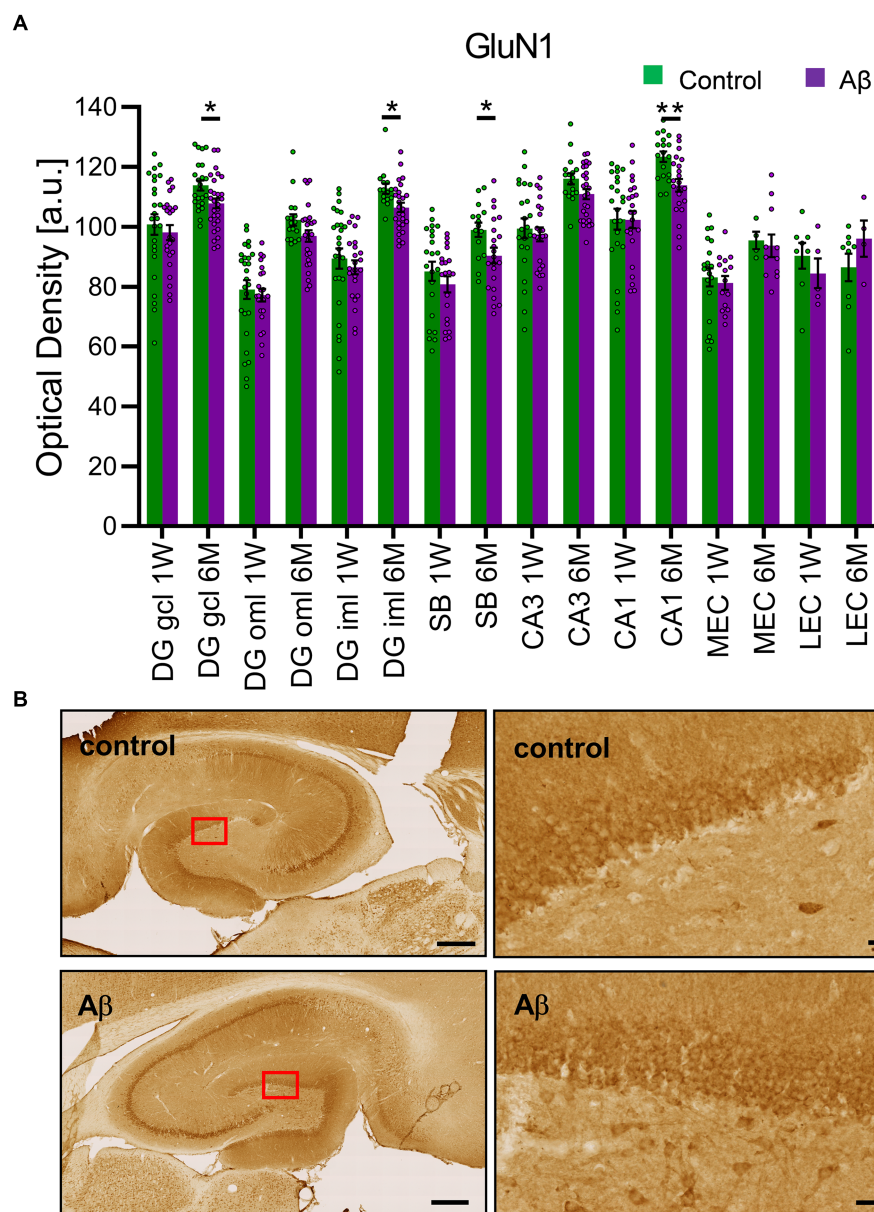 A
GluN1
Control
Aβ
Optical Density [a.u.]
140
120
100
80
60
40
20
0
*
*
*
**
DG gcl 1W
DG gcl 6M
DG oml 1W
DG oml 6M
DG iml 1W
DG iml 6M
SB 1W
SB 6M
CA3 1W
CA3 6M
CA1 1W
CA1 6M
MEC 1W
MEC 6M
LEC 1W
LEC 6M
B
control
control
Aβ
Aβ